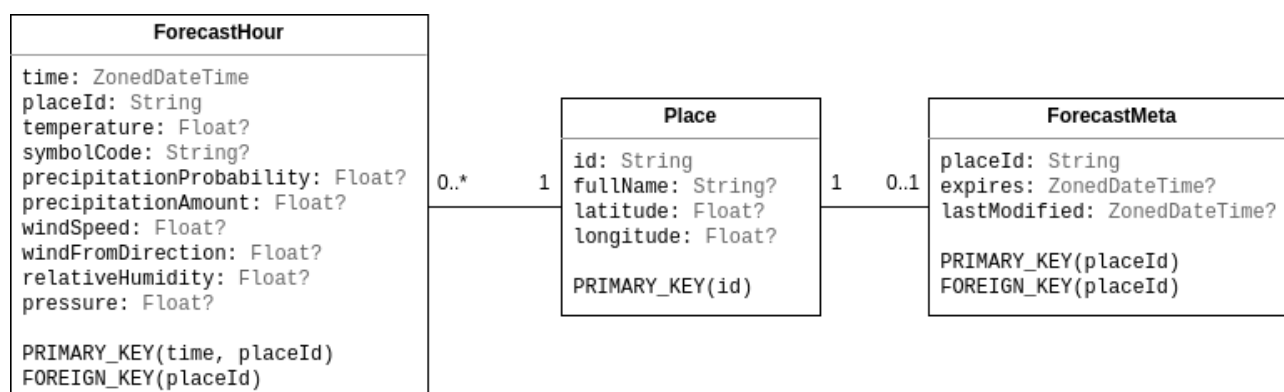 ForecastHour
time: ZonedDateTime
placeId: String
temperature: Float?
symbolCode: String?
precipitationProbability: Float?
precipitationAmount: Float?
windSpeed: Float?
windFromDirection: Float?
relativeHumidity: Float?
pressure: Float?
PRIMARY_KEY(time, placeId)
FOREIGN_KEY(placeId)
0..* 1
Place
id: String
fullName: String?
latitude: Float?
longitude: Float?
PRIMARY_KEY(id)
1 0..1
ForecastMeta
placeId: String
expires: ZonedDateTime?
lastModified: ZonedDateTime?
PRIMARY_KEY(placeId)
FOREIGN_KEY(placeId)